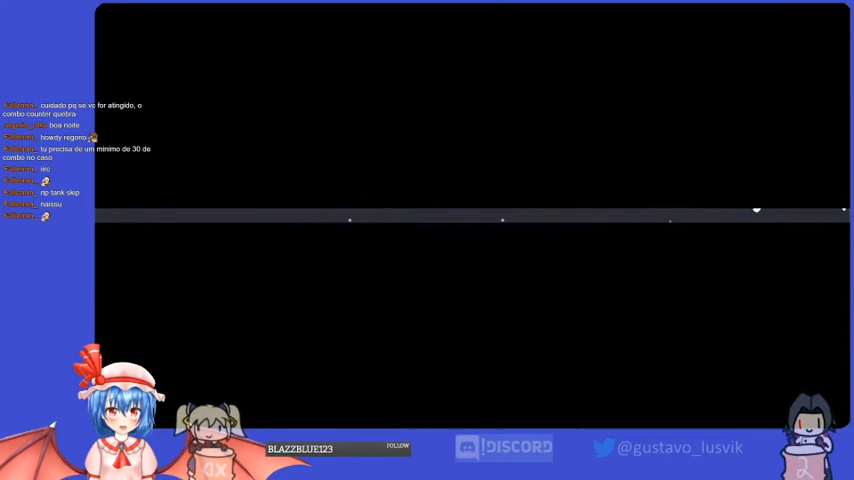 cuidado pq se vc for atingido, o
combo counter quebra
boa noite
howdy regono
tu precisa de um minimo de 30 de
combo no caso
iirc
rip tank skip
naissu
BLAZZBLUE123
FOLLOW
!DISCORD
@gustavo_lusvik